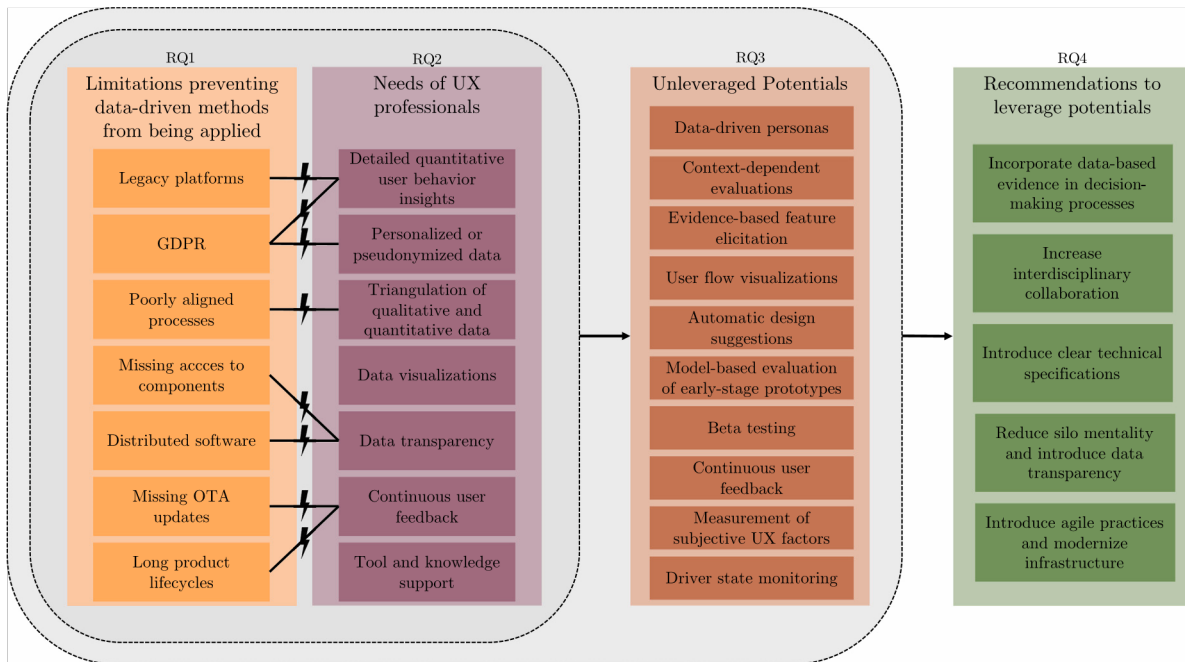 RQ1
Limitations preventing
data-driven methods
from being applied
Legacy platforms
GDPR
Poorly aligned
processes
Missing accces to
components
Distributed software
Missing OTA
updates
Long product
lifecycles
RQ2
Needs of UX
professionals
Detailed quantitative
user behavior
insights
Personalized or
pseudonymized data
Triangulation of
qualitative and
quantitative data
Data visualizations
Data transparency
Continuous user
feedback
Tool and knowledge
support
RQ3
Unleveraged Potentials
Data-driven personas
Context-dependent
evaluations
Evidence-based feature
elicitation
User flow visualizations
Automatic design
suggestions
Model-based evaluation
of early-stage prototypes
Beta testing
Continuous user
feedback
Measurement of
subjective UX factors
Driver state monitoring
RQ4
Recommendations to
leverage potentials
Incorporate data-based
evidence in decision-
making processes
Increase
interdisciplinary
collaboration
Introduce clear technical
specifications
Reduce silo mentality
and introduce data
transparency
Introduce agile practices
and modernize
infrastructure